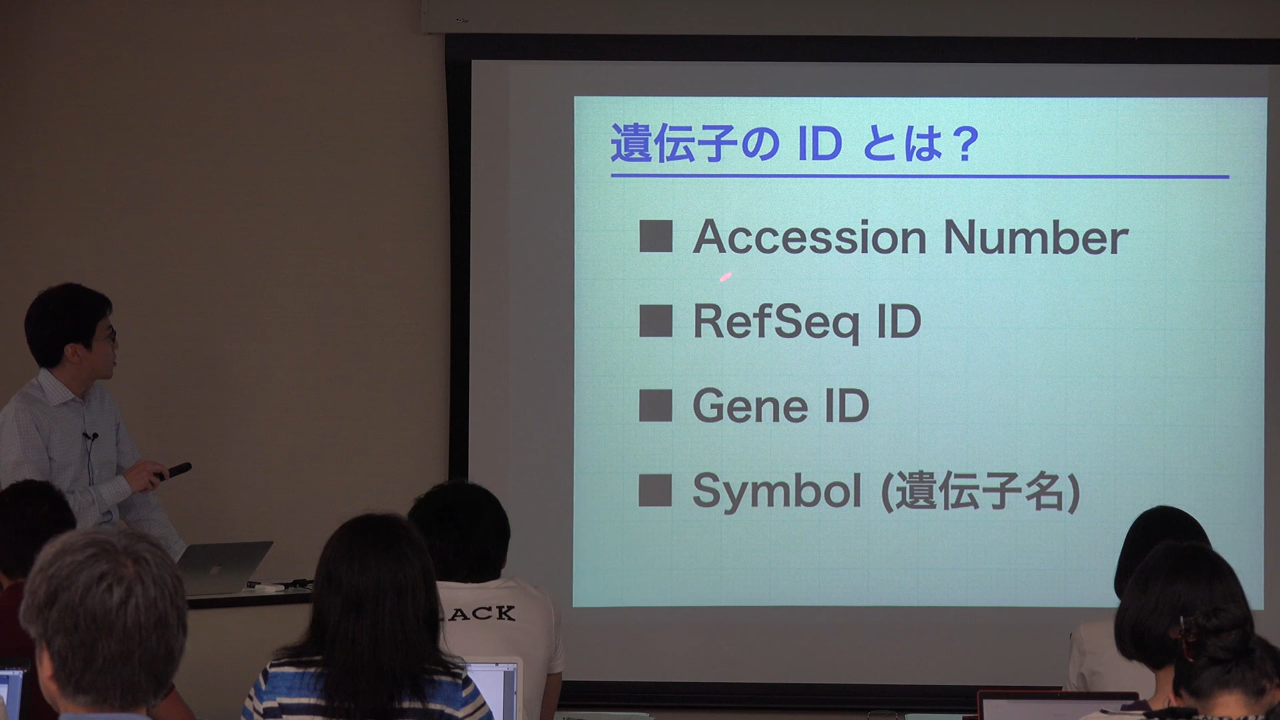 遺伝子の ID とは？
■ Accession Number
■ RefSeq ID
■ Gene ID
■ Symbol (遺伝子名)
LACK